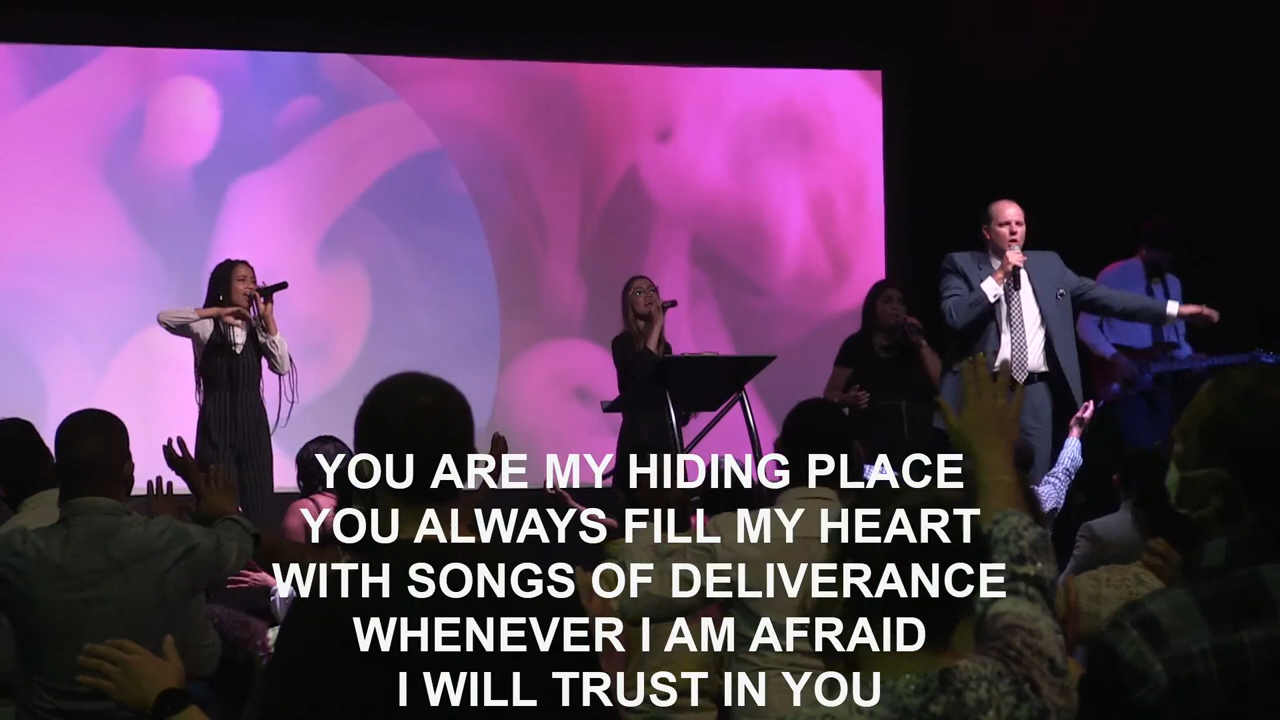 YOU ARE MY HIDING PLACE
YOU ALWAYS FILL MY HEART
WITH SONGS OF DELIVERANCE
WHENEVER I AM AFRAID
I WILL TRUST IN YOU